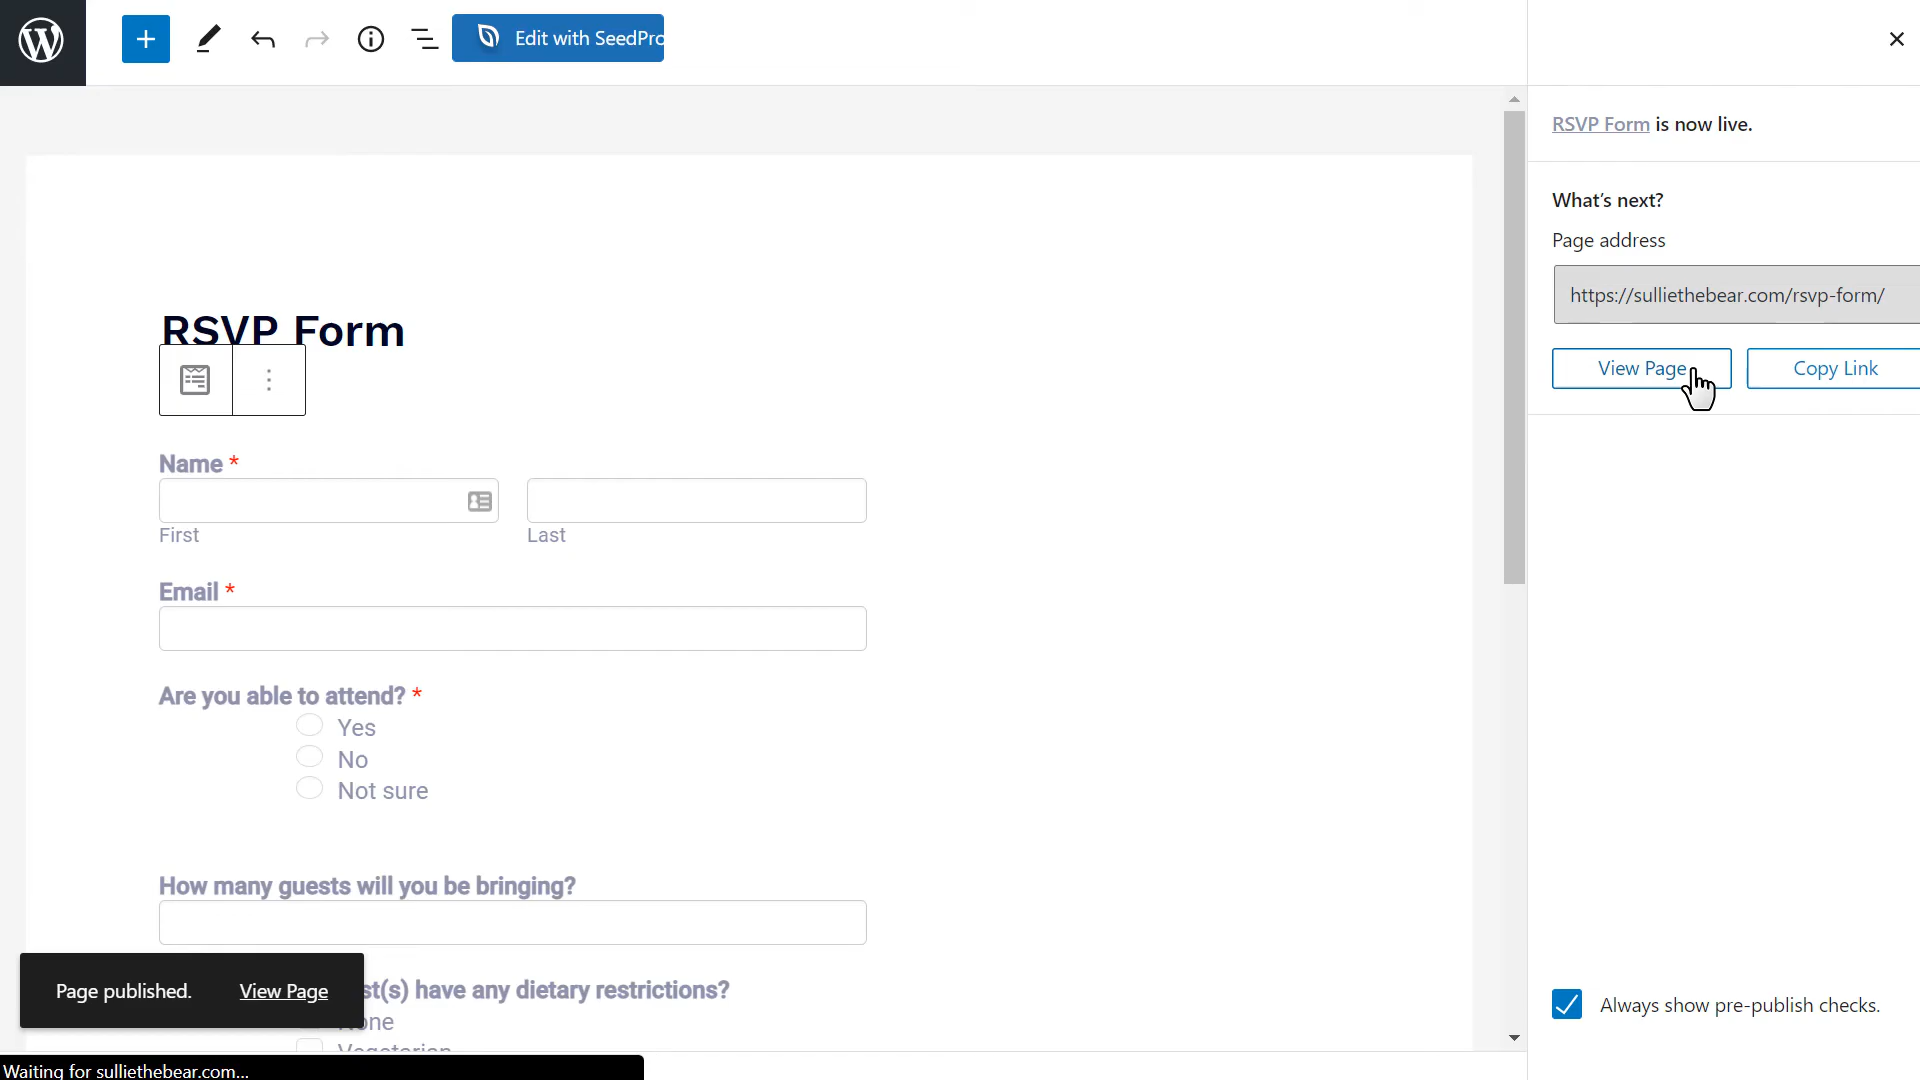 Edit with SeedPro
RSVP Form is now live.
What's next?
Page address
https://sulliethebear.com/rsvp-form/
View Page
Copy Link
RSVP Form
Name *
First
Last
Email *
Are you able to attend? *
Yes
No
Not sure
How many guests will you be bringing?
st(s) have any dietary restrictions?
None
Vegetarian
Page published.
View Page
Always show pre-publish checks.
Waiting for sulliethebear.com...